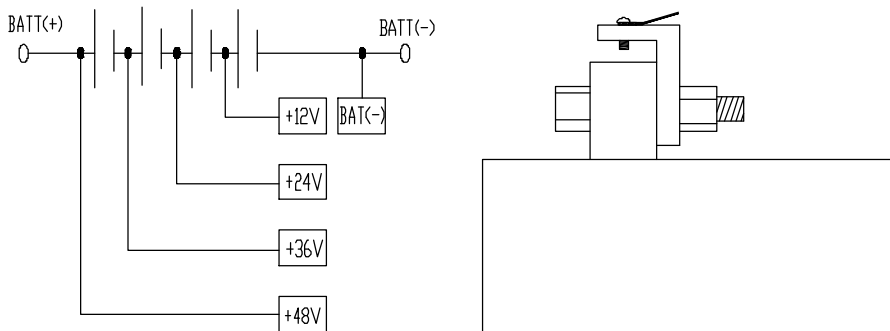 BATT(+)
BATT(-)
+12V
BAT(-)
+24V
+36V
+48V